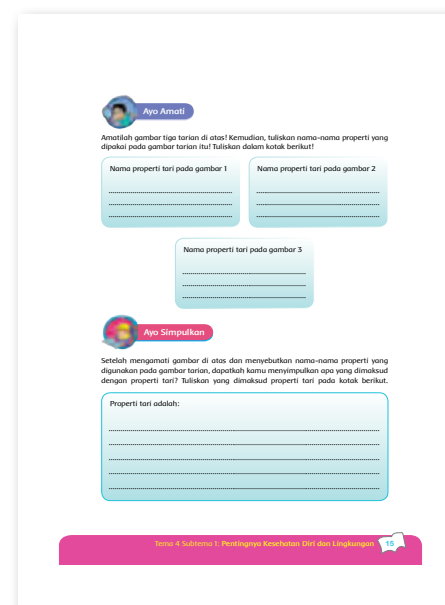 Ayo Amati
Amatilah gambar tiga tarian di atas! Kemudian, tuliskan nama-nama properti yang
dipakai pada gambar tarian itu! Tuliskan dalam kotak berikut!
Nama properti tari pada gambar 1
Nama properti tari pada gambar 2
Nama properti tari pada gambar 3
Ayo Simpulkan
Setelah mengamati gambar di atas dan menyebutkan nama-nama properti yang
digunakan pada gambar tarian, dapatkah kamu menyimpulkan apa yang dimaksud
dengan properti tari? Tuliskan yang dimaksud properti tari pada kotak berikut.
Properti tari adalah:
Tema 4 Subtema 1: Pentingnya Kesehatan Diri dan Lingkungan 15